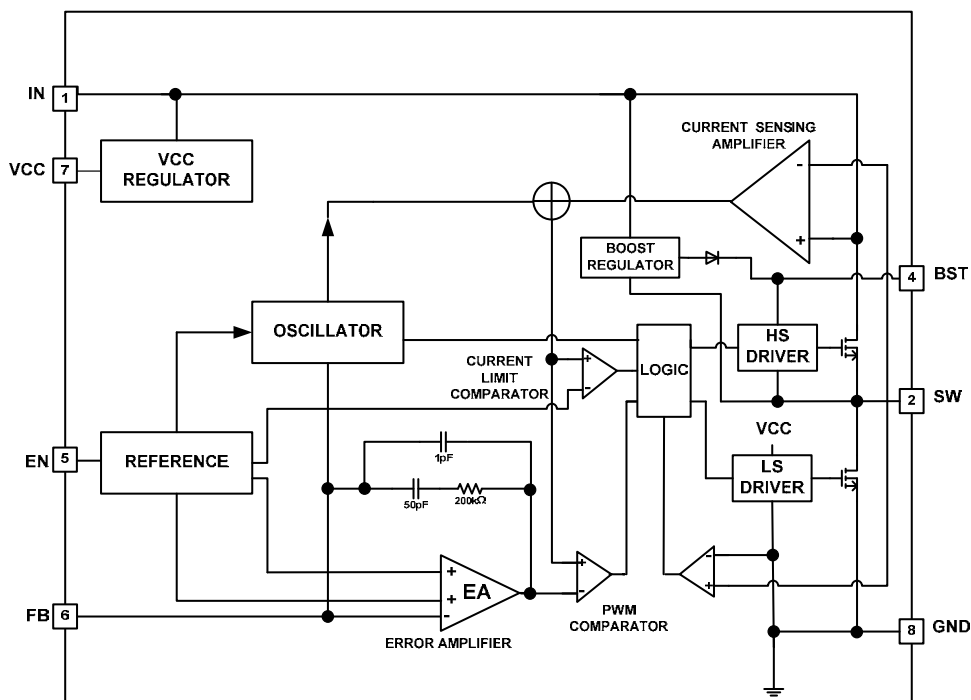 IN 1
VCC 7
VCC
REGULATOR
CURRENT SENSING
AMPLIFIER
-
+
BOOST
REGULATOR
4 BST
OSCILLATOR
HS
DRIVER
LOGIC
CURRENT
LIMIT
COMPARATOR
+
-
2 SW
VCC
EN 5
REFERENCE
1pF
50pF
200kΩ
LS
DRIVER
+
+
-
EA
ERROR AMPLIFIER
+
-
PWM
COMPARATOR
-
+
FB 6
8 GND